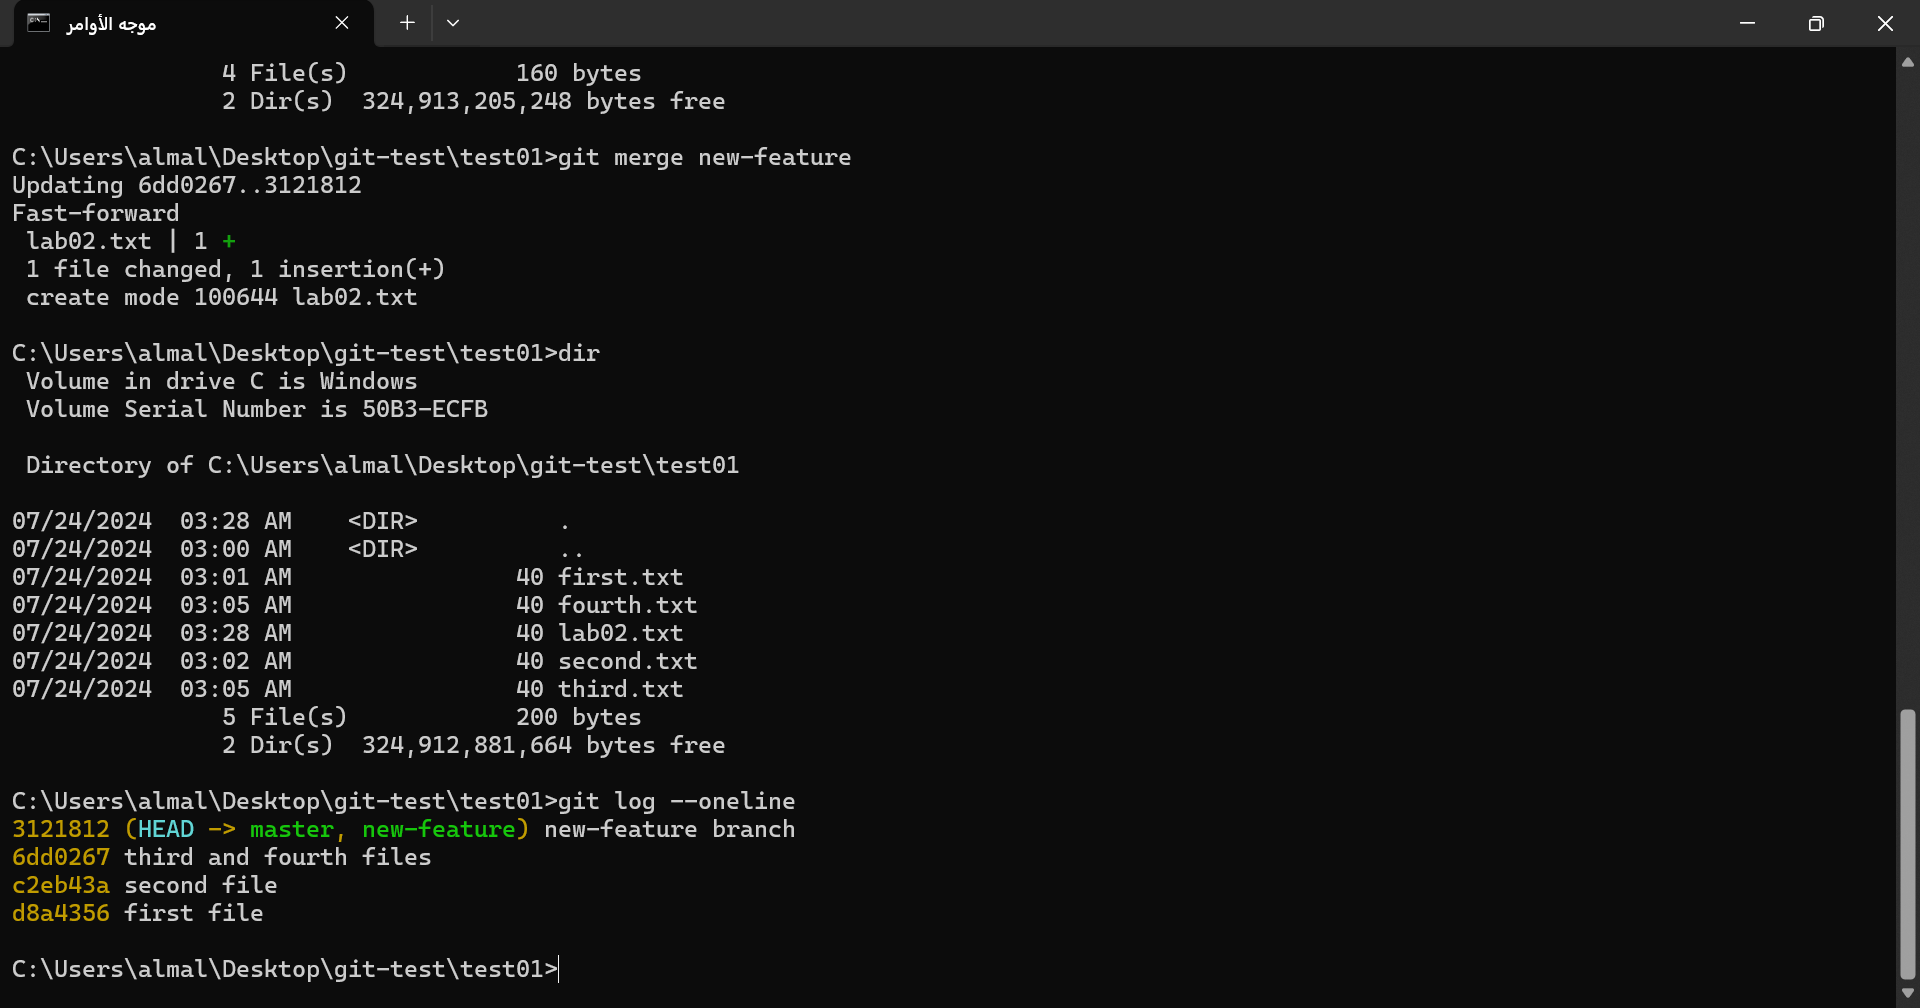 موجه الأوامر
4 File(s)            160 bytes
2 Dir(s)  324,913,205,248 bytes free
C:\Users\almal\Desktop\git-test\test01>git merge new-feature
Updating 6dd0267..3121812
Fast-forward
 lab02.txt | 1 +
 1 file changed, 1 insertion(+)
 create mode 100644 lab02.txt
C:\Users\almal\Desktop\git-test\test01>dir
 Volume in drive C is Windows
 Volume Serial Number is 50B3-ECFB
 Directory of C:\Users\almal\Desktop\git-test\test01
07/24/2024  03:28 AM    <DIR>          .
07/24/2024  03:00 AM    <DIR>          ..
07/24/2024  03:01 AM                40 first.txt
07/24/2024  03:05 AM                40 fourth.txt
07/24/2024  03:28 AM                40 lab02.txt
07/24/2024  03:02 AM                40 second.txt
07/24/2024  03:05 AM                40 third.txt
               5 File(s)            200 bytes
               2 Dir(s)  324,912,881,664 bytes free
C:\Users\almal\Desktop\git-test\test01>git log --oneline
3121812 (HEAD -> master, new-feature) new-feature branch
6dd0267 third and fourth files
c2eb43a second file
d8a4356 first file
C:\Users\almal\Desktop\git-test\test01>